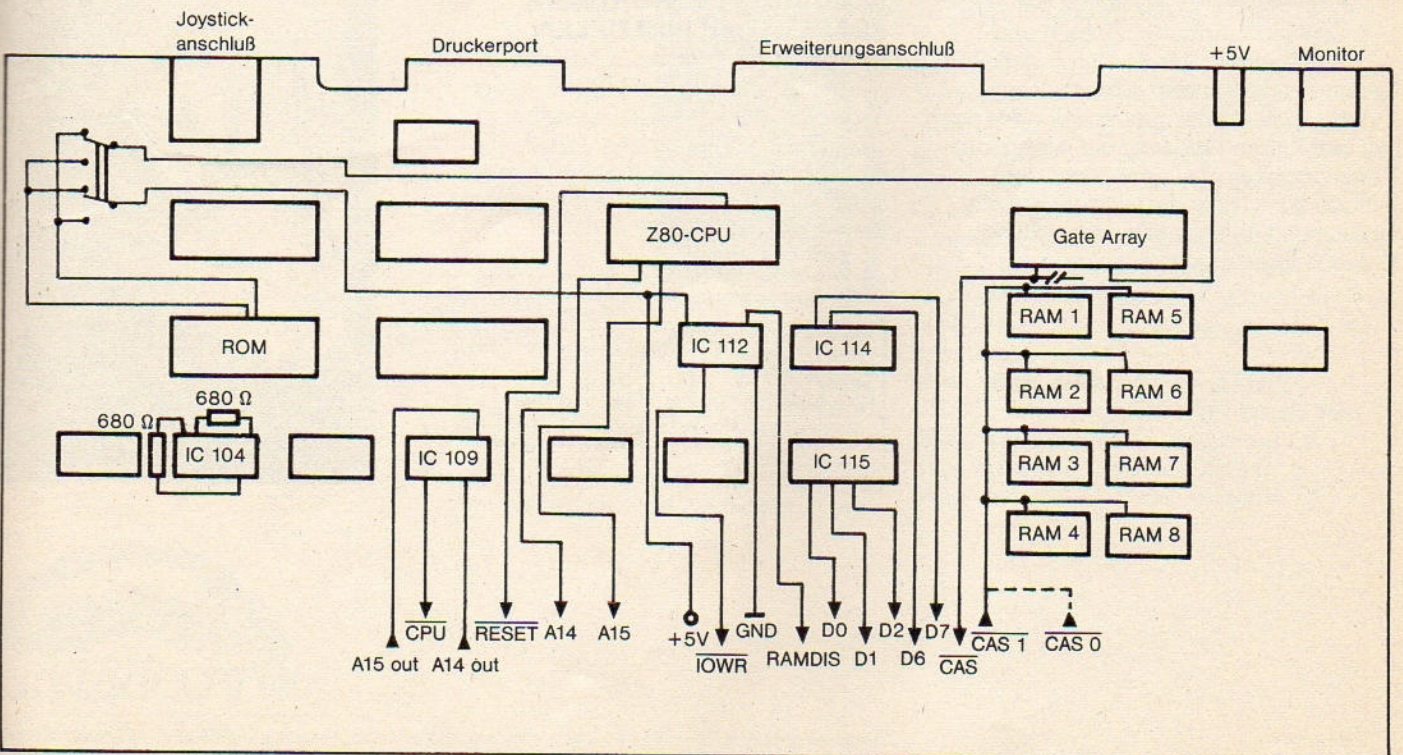 Joystick-
anschluß
Druckerport
Erweiterungsanschluß
+5V
Monitor
Z80-CPU
Gate Array
ROM
IC 112
IC 114
RAM 1
RAM 5
RAM 2
RAM 6
680 Ω
680 Ω
IC 104
IC 109
IC 115
RAM 3
RAM 7
RAM 4
RAM 8
CPU
RESET
A14
A15
+5V
GND
D0
D2
D7
CAS 1
CAS 0
A15 out
A14 out
IOWR
RAMDIS
D1
D6
CAS